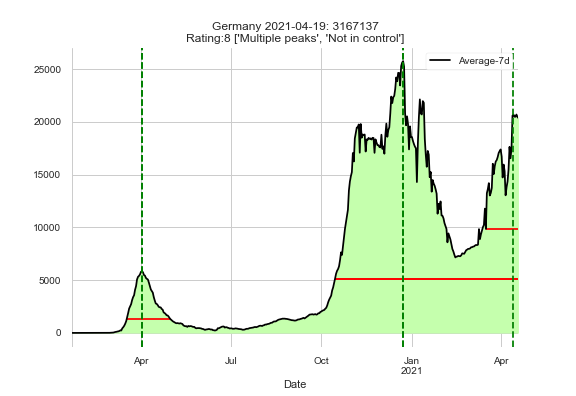 Germany 2021-04-19: 3167137
Rating:8 ['Multiple peaks', 'Not in control']
Average-7d
25000
20000
15000
10000
5000
0
Apr
Jul
Oct
Jan
2021
Apr
Date